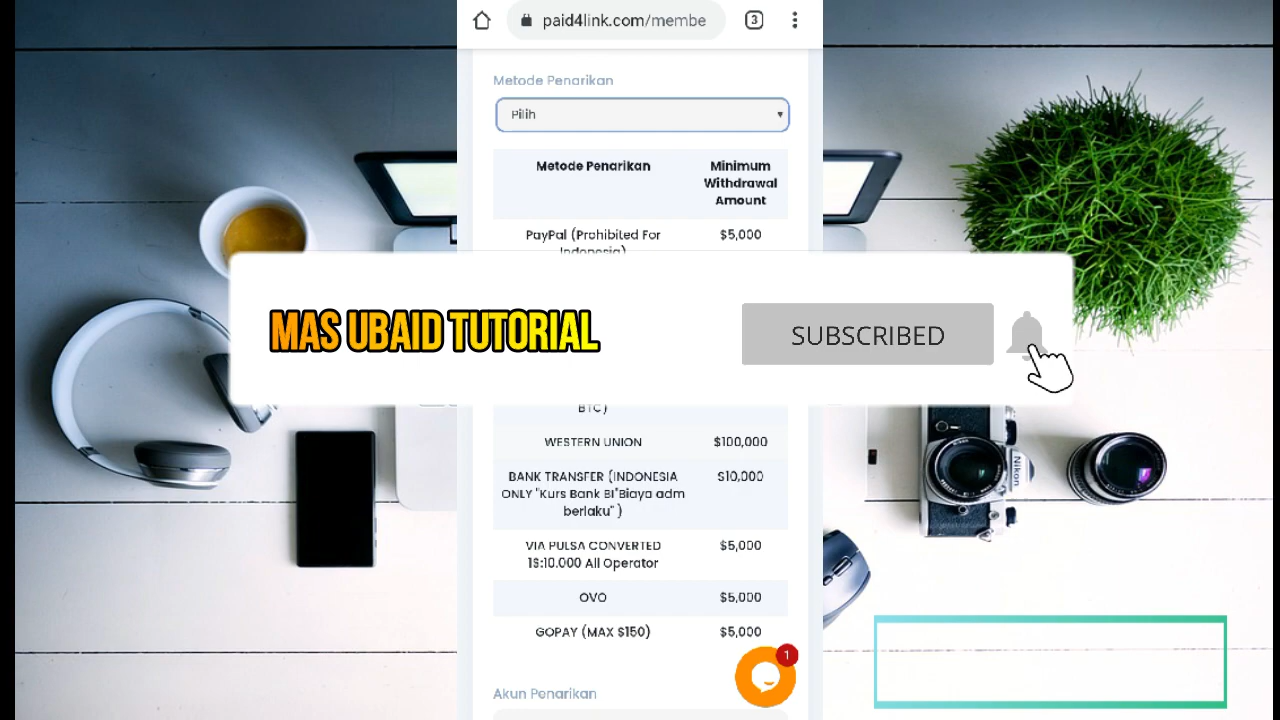 paid4link.com/membe
3
Metode Penarikan
Pilih
Metode Penarikan
Minimum
Withdrawal
Amount
PayPal (Prohibited For
Indonesia)
$5,000
MAS UBAID TUTORIAL
SUBSCRIBED
BTC)
WESTERN UNION
$100,000
BANK TRANSFER (INDONESIA
ONLY "Kurs Bank BI"Biaya adm
berlaku" )
$10,000
VIA PULSA CONVERTED
1$:10.000 All Operator
$5,000
OVO
$5,000
GOPAY (MAX $150)
$5,000
1
Akun Penarikan
Nikon